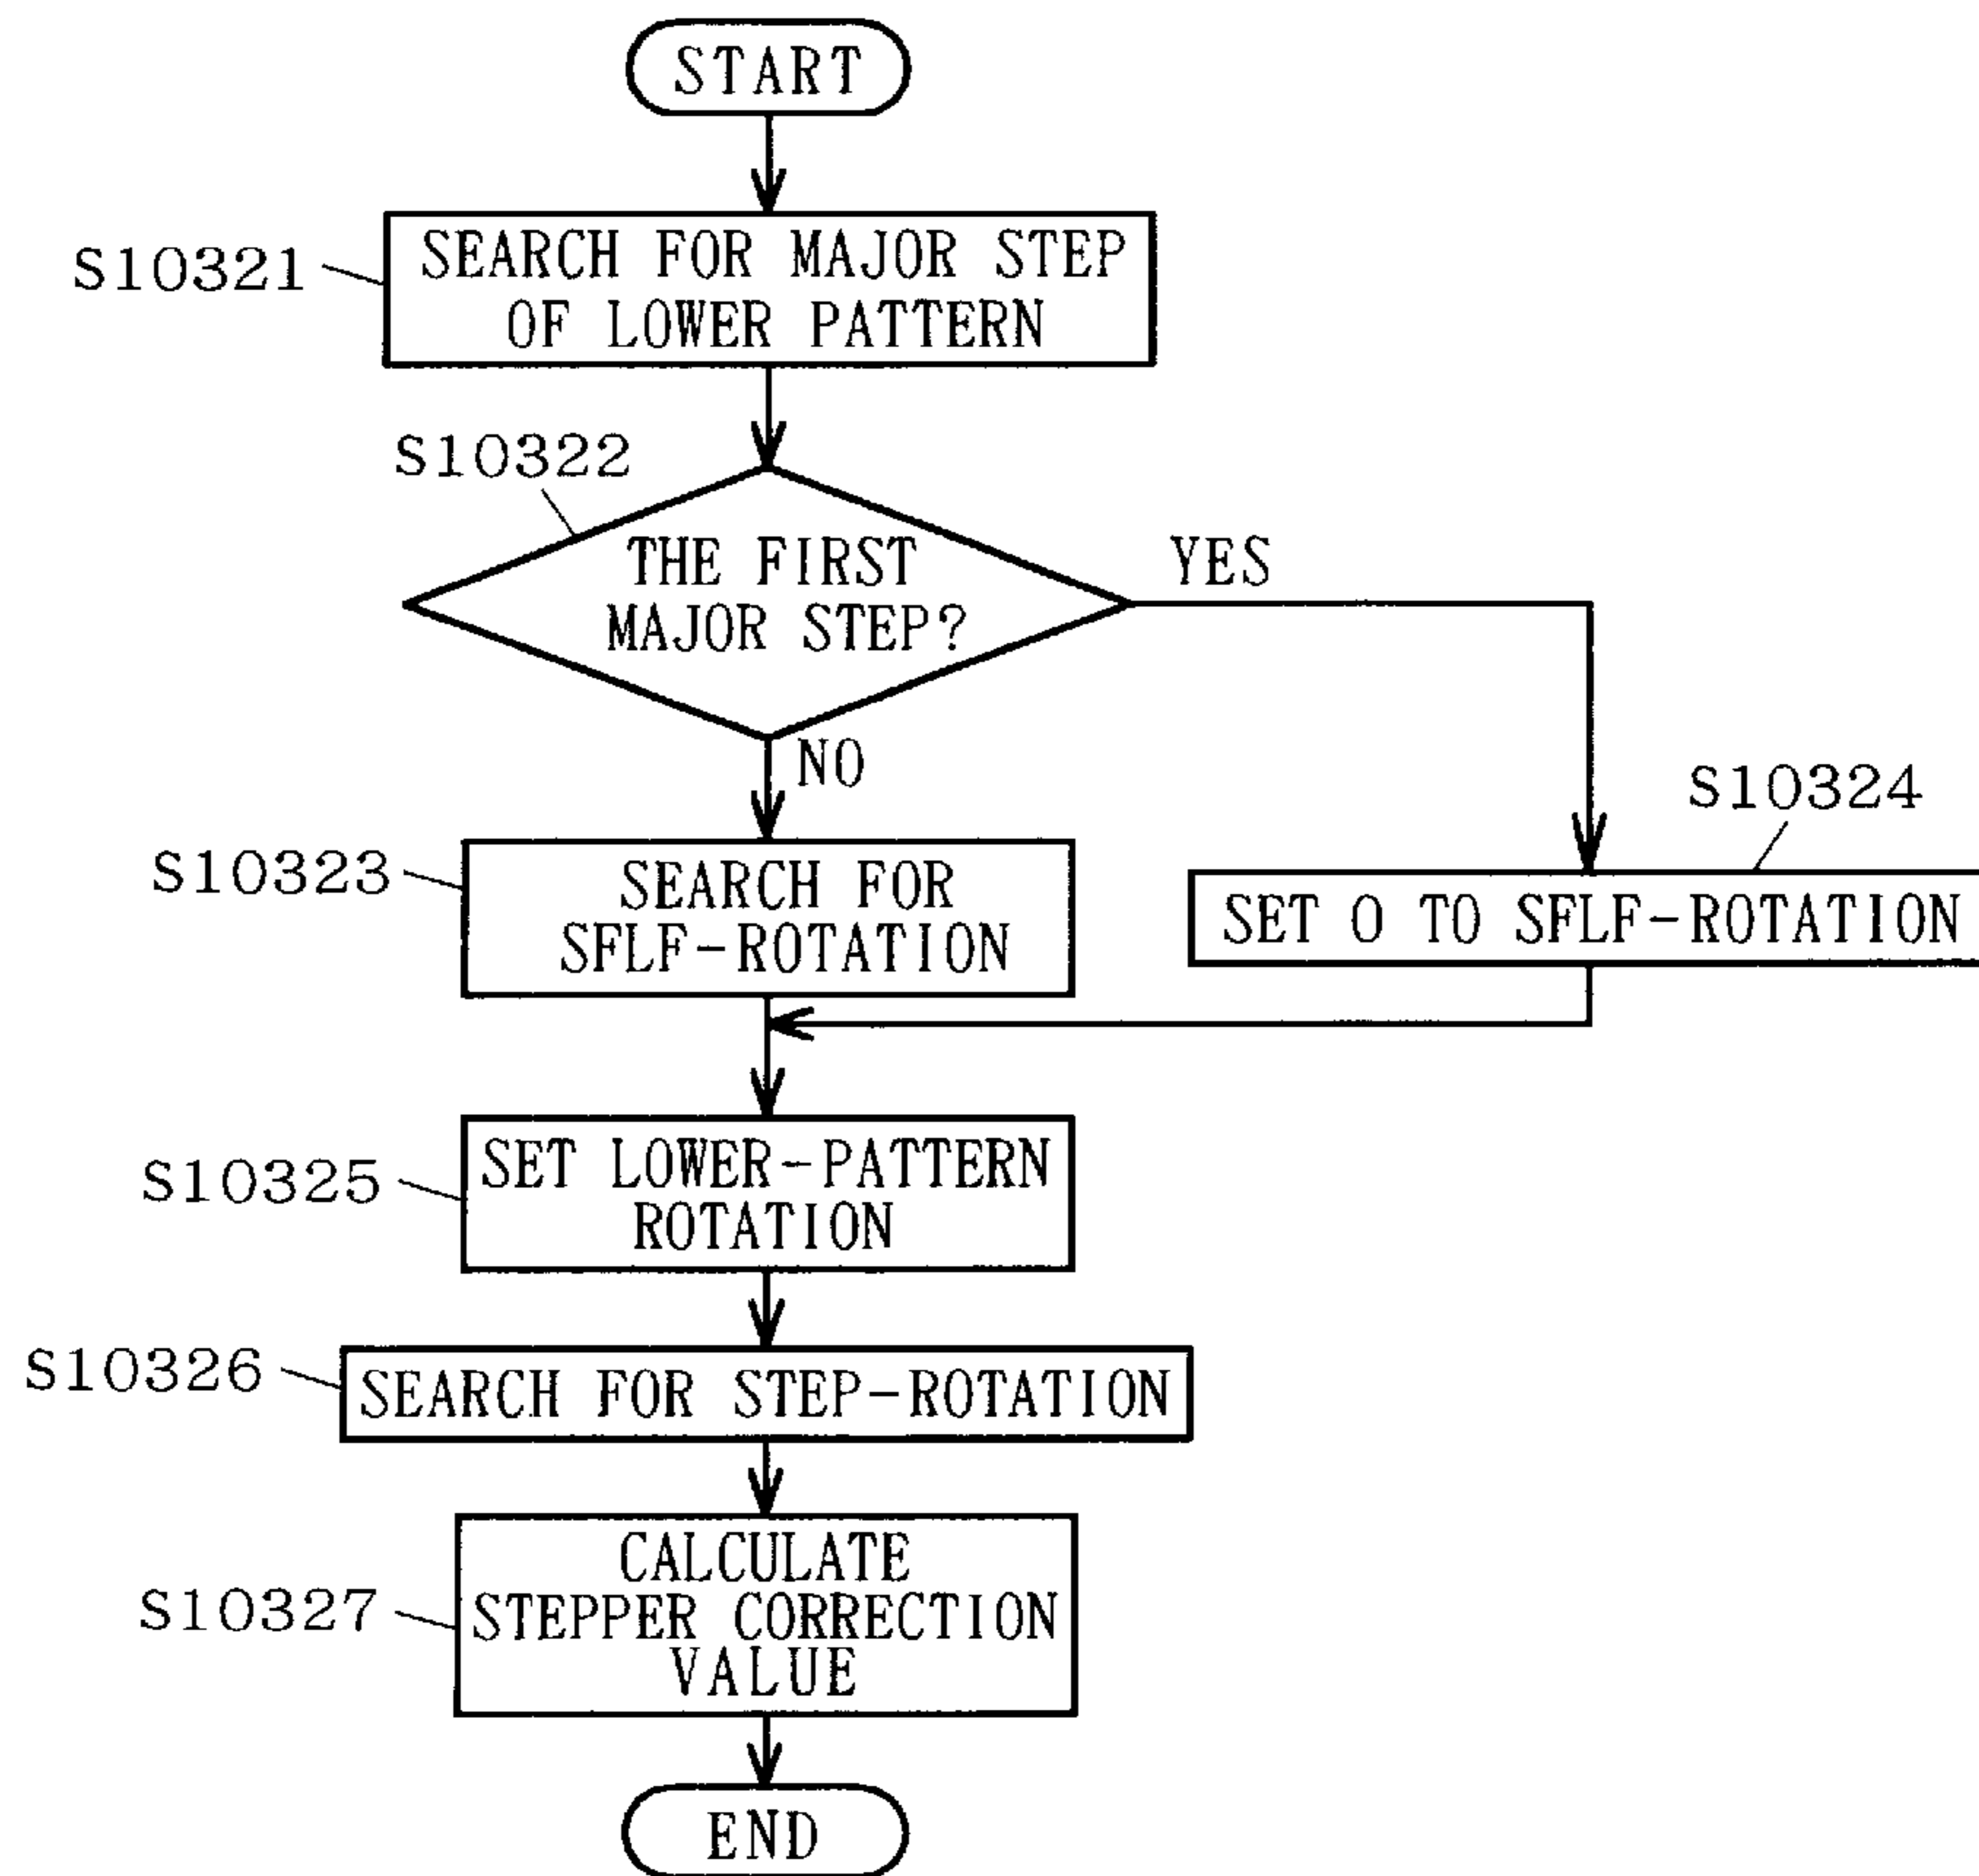 START
S10321
SEARCH FOR MAJOR STEP
OF LOWER PATTERN
S10322
THE FIRST
MAJOR STEP?
YES
NO
S10323
SEARCH FOR
SFLF-ROTATION
S10324
SET 0 TO SFLF-ROTATION
S10325
SET LOWER-PATTERN
ROTATION
S10326
SEARCH FOR STEP-ROTATION
S10327
CALCULATE
STEPPER CORRECTION
VALUE
END